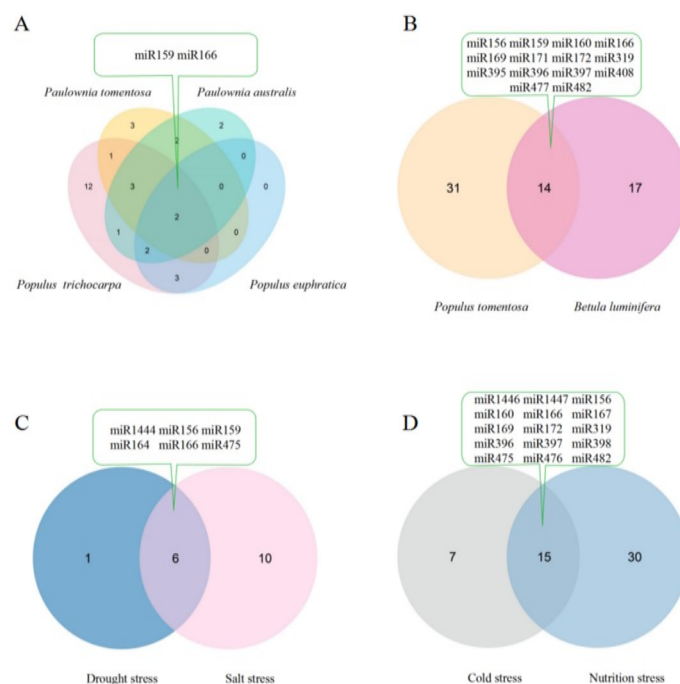 A
miR159 miR166
Paulownia tomentosa
Paulownia australis
3
2
2
1
0
12
3
0
0
2
1
0
2
0
3
Populus trichocarpa
Populus euphratica
B
miR156 miR159 miR160 miR166
miR169 miR171 miR172 miR319
miR395 miR396 miR397 miR408
miR477 miR482
31
14
17
Populus tomentosa
Betula luminifera
C
miR1444 miR156 miR159
miR164 miR166 miR475
1
6
10
Drought stress
Salt stress
D
miR1446 miR1447 miR156
miR160 miR166 miR167
miR169 miR172 miR319
miR396 miR397 miR398
miR475 miR476 miR482
7
15
30
Cold stress
Nutrition stress